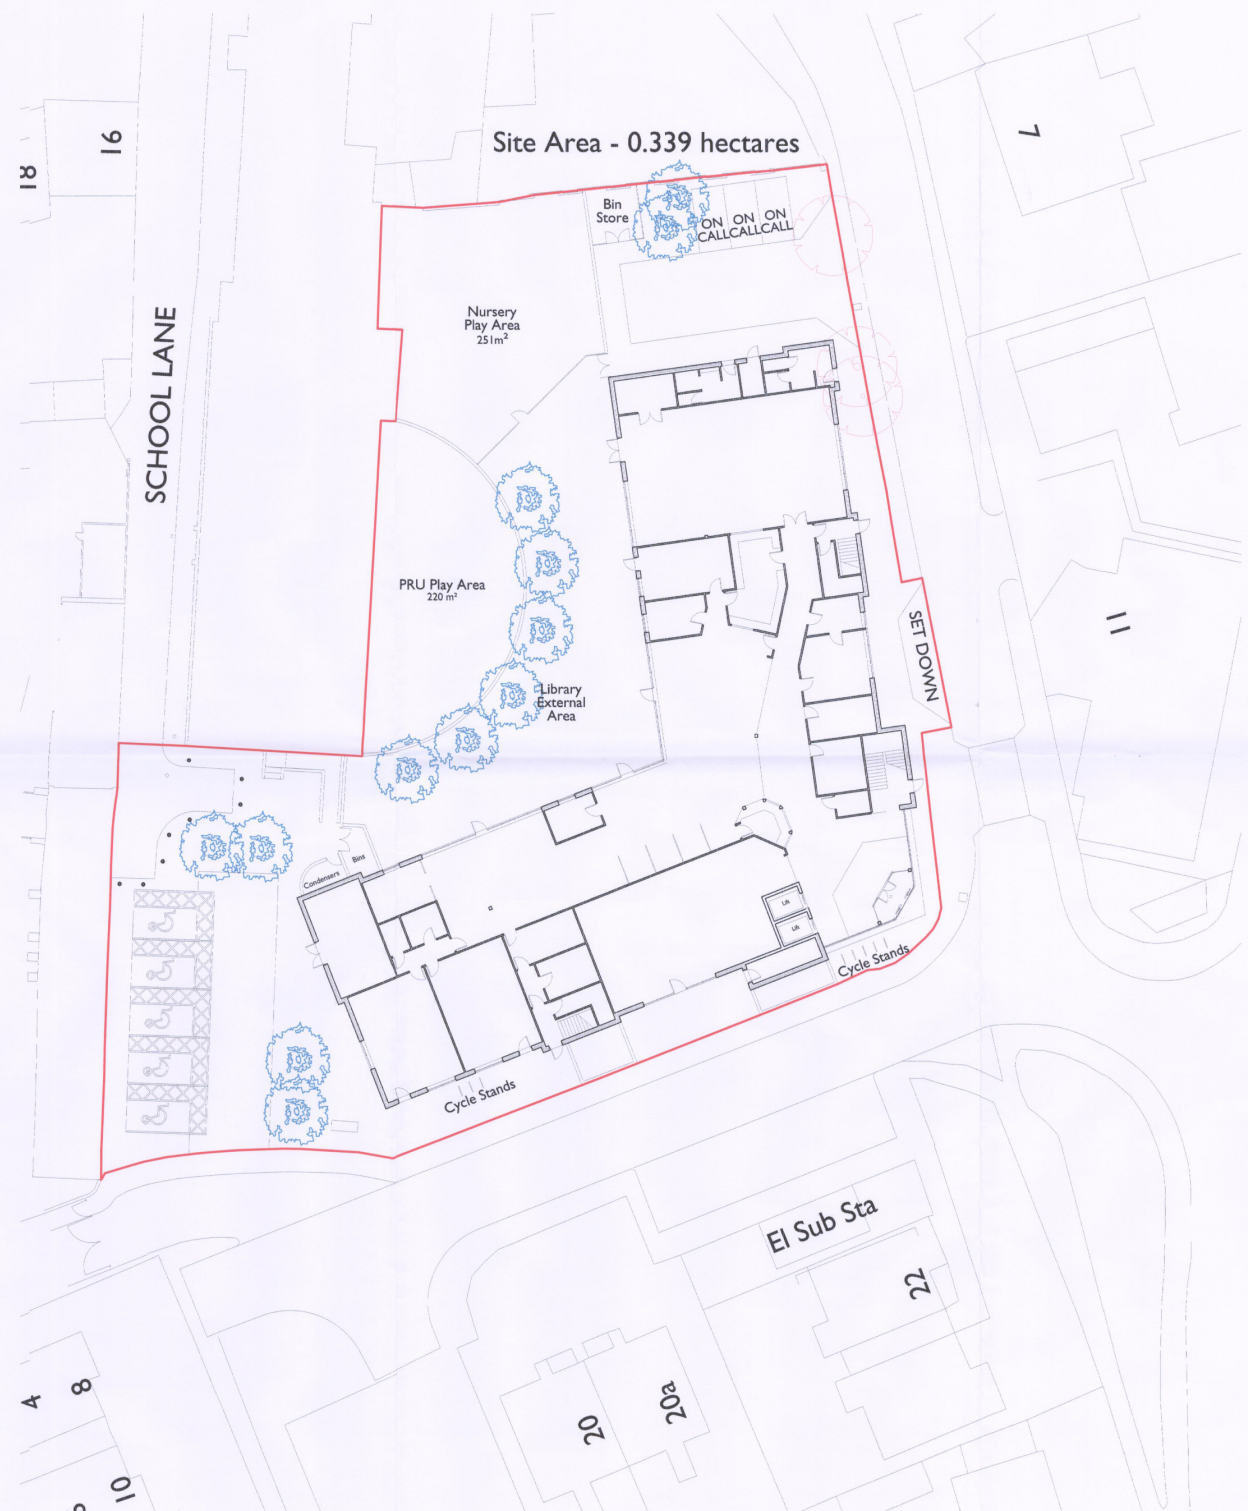 Site Area - 0.339 hectares
16
18
7
Bin
Store
ON
CALL
ON
CALL
ON
CALL
Nursery
Play Area
251m²
SCHOOL LANE
PRU Play Area
220 m²
Library
External
Area
SET DOWN
11
Bins
Condensers
Lift
Lift
Cycle Stands
Cycle Stands
El Sub Sta
22
20
20a
4
8
10